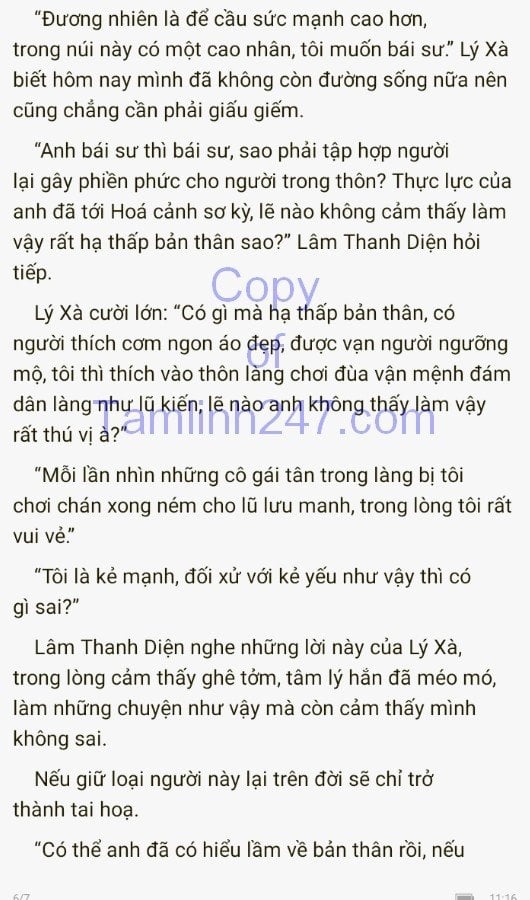 “Đương nhiên là để cầu sức mạnh cao hơn,
trong núi này có một cao nhân, tôi muốn bái sư.” Lý Xà
biết hôm nay mình đã không còn đường sống nữa nên
cũng chẳng cần phải giấu giếm.
“Anh bái sư thì bái sư, sao phải tập hợp người
lại gây phiền phức cho người trong thôn? Thực lực của
anh đã tới Hoá cảnh sơ kỳ, lẽ nào không cảm thấy làm
vậy rất hạ thấp bản thân sao?” Lâm Thanh Diện hỏi
tiếp.
Copy
Lý Xà cười lớn: “Có gì mà hạ thấp bản thân, có
người thích cơm ngon áo đẹp, được vạn người ngưỡng
of
mộ, tôi thì thích vào thôn làng chơi đùa vận mệnh đám
dân làng như lũ kiến, lẽ nào anh không thấy làm vậy
Tamlinh247.com
rất thú vị à?”
“Mỗi lần nhìn những cô gái tân trong làng bị tôi
chơi chán xong ném cho lũ lưu manh, trong lòng tôi rất
vui vẻ.”
“Tôi là kẻ mạnh, đối xử với kẻ yếu như vậy thì có
gì sai?”
Lâm Thanh Diện nghe những lời này của Lý Xà,
trong lòng cảm thấy ghê tởm, tâm lý hắn đã méo mó,
làm những chuyện như vậy mà còn cảm thấy mình
không sai.
Nếu giữ loại người này lại trên đời sẽ chỉ trở
thành tai hoạ.
“Có thể anh đã có hiểu lầm về bản thân rồi, nếu
6/7
11:16